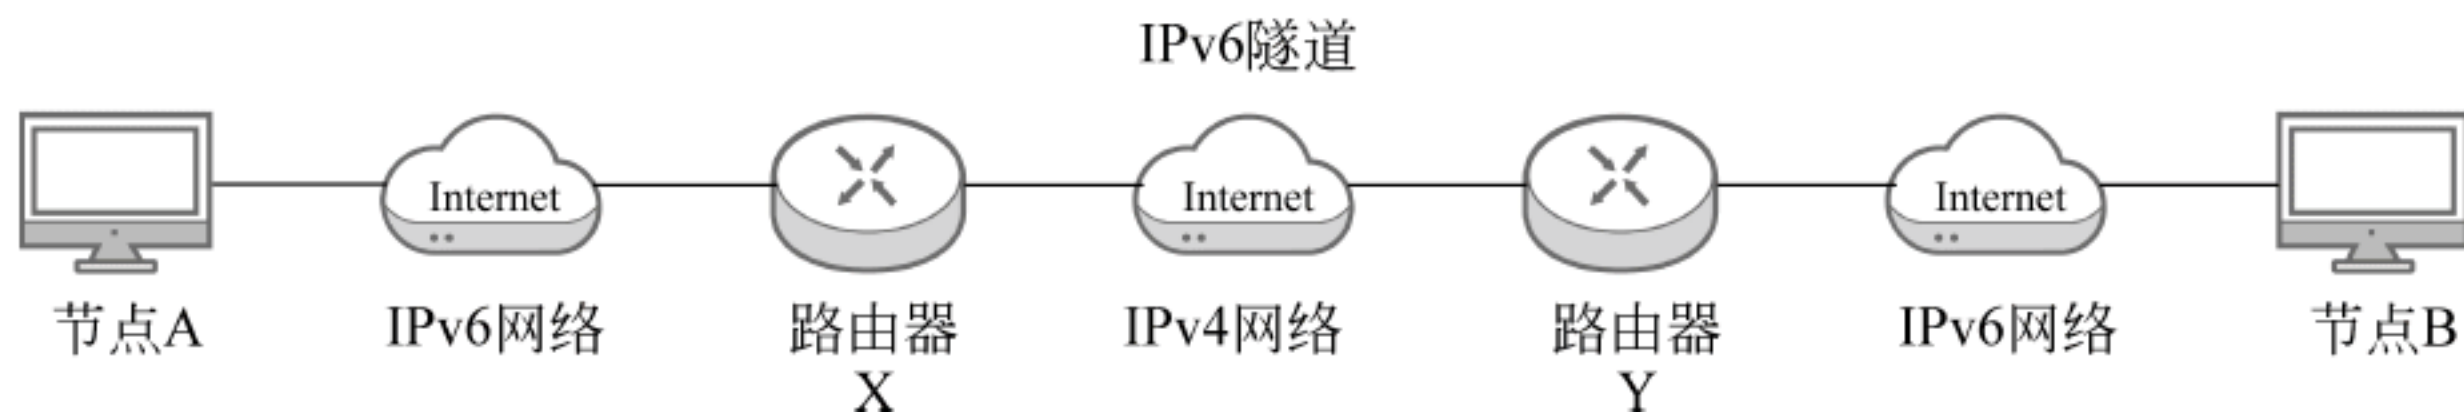 IPv6隧道
Internet
Internet
Internet
节点A
IPv6网络
路由器
X
IPv4网络
路由器
Y
IPv6网络
节点B